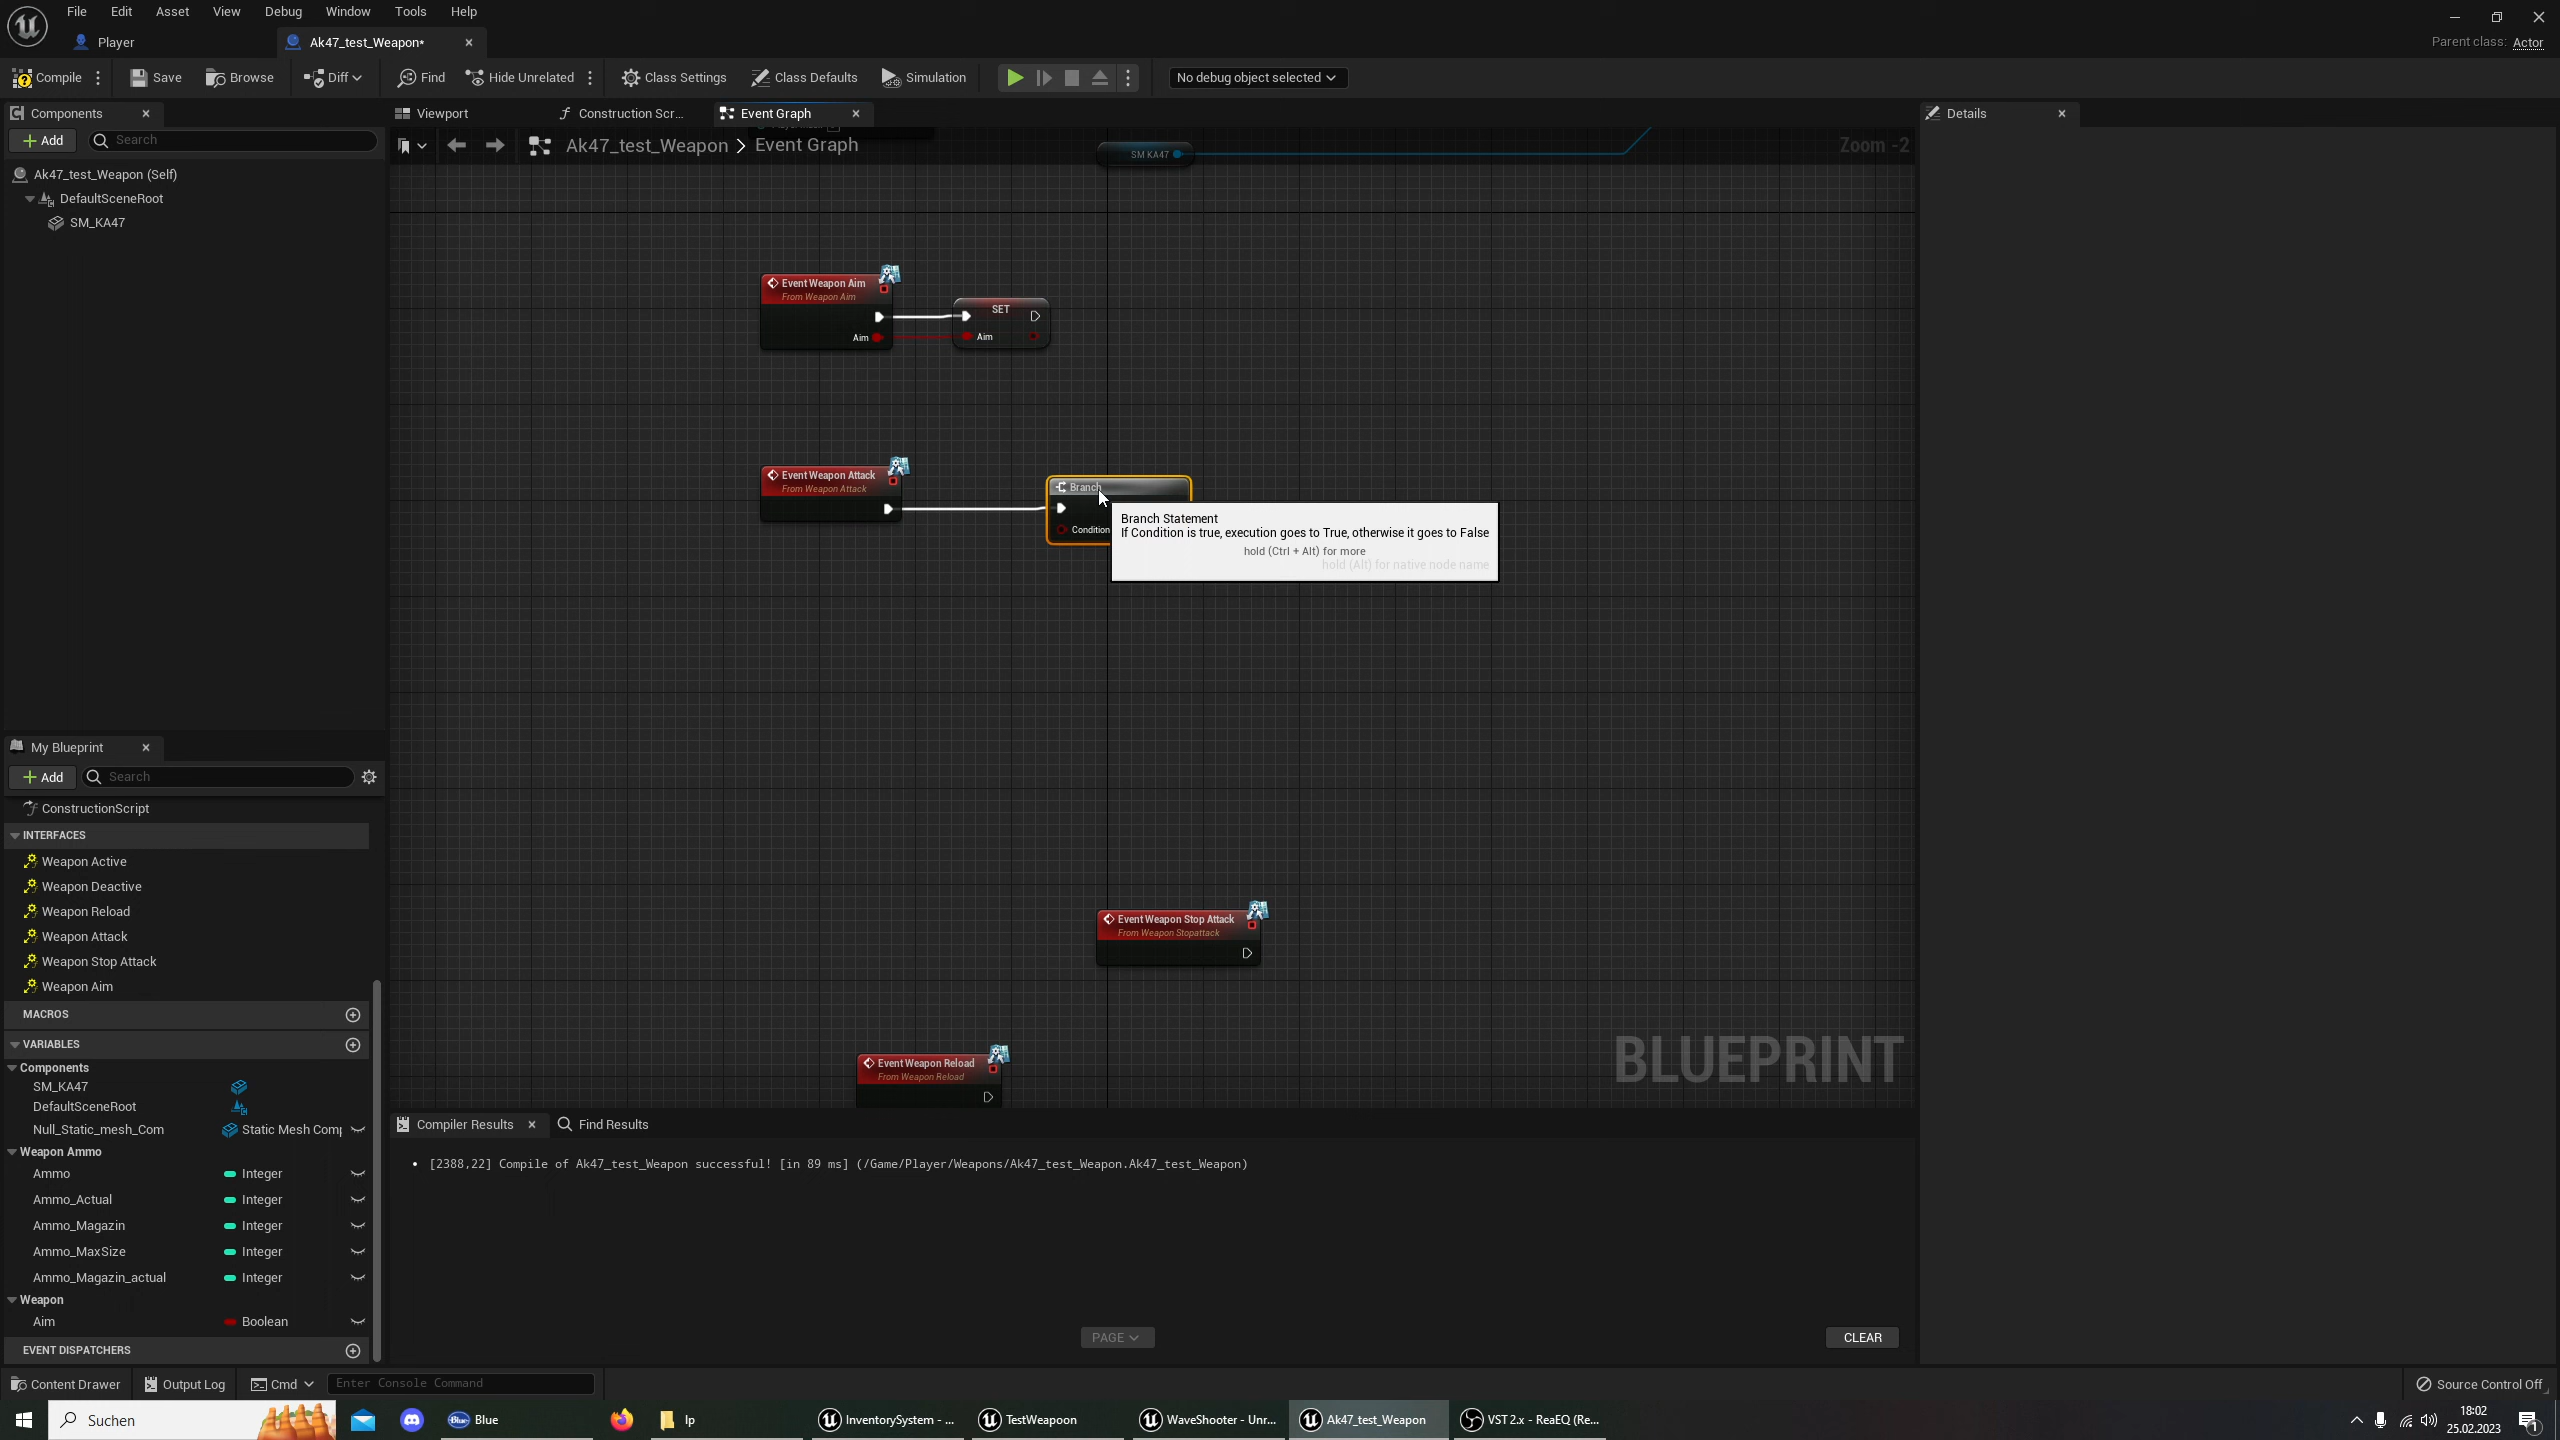 File Edit Asset View Debug Window Tools Help
Player
Ak47_test_Weapon*
Parent class: Actor
Compile Save Browse Diff Find Hide Unrelated Class Settings Class Defaults Simulation No debug object selected
Components
Viewport
Construction Scr...
Event Graph
Details
Add
Search
Ak47_test_Weapon > Event Graph
Zoom -2
SM KA47
Ak47_test_Weapon (Self)
DefaultSceneRoot
SM_KA47
Event Weapon Aim
From Weapon Aim
Aim
SET
Aim
Event Weapon Attack
From Weapon Attack
Branch
Condition
Branch Statement
If Condition is true, execution goes to True, otherwise it goes to False
hold (Ctrl + Alt) for more
hold (Alt) for native node name
Event Weapon Stop Attack
From Weapon Stopattack
Event Weapon Reload
From Weapon Reload
BLUEPRINT
My Blueprint
Add
Search
ConstructionScript
INTERFACES
Weapon Active
Weapon Deactive
Weapon Reload
Weapon Attack
Weapon Stop Attack
Weapon Aim
MACROS
VARIABLES
Components
SM_KA47
DefaultSceneRoot
Null_Static_mesh_Com Static Mesh Comp
Weapon Ammo
Ammo Integer
Ammo_Actual Integer
Ammo_Magazin Integer
Ammo_MaxSize Integer
Ammo_Magazin_actual Integer
Weapon
Aim Boolean
EVENT DISPATCHERS
Compiler Results
Find Results
[2388,22] Compile of Ak47_test_Weapon successful! [in 89 ms] (/Game/Player/Weapons/Ak47_test_Weapon.Ak47_test_Weapon)
PAGE
CLEAR
Content Drawer Output Log Cmd Enter Console Command Source Control Off
Suchen
Blue
Ip
InventorySystem - ...
TestWeapoon
WaveShooter - Unr...
Ak47_test_Weapon
VST 2.x - ReaEQ (Re...
18:02
25.02.2023
1